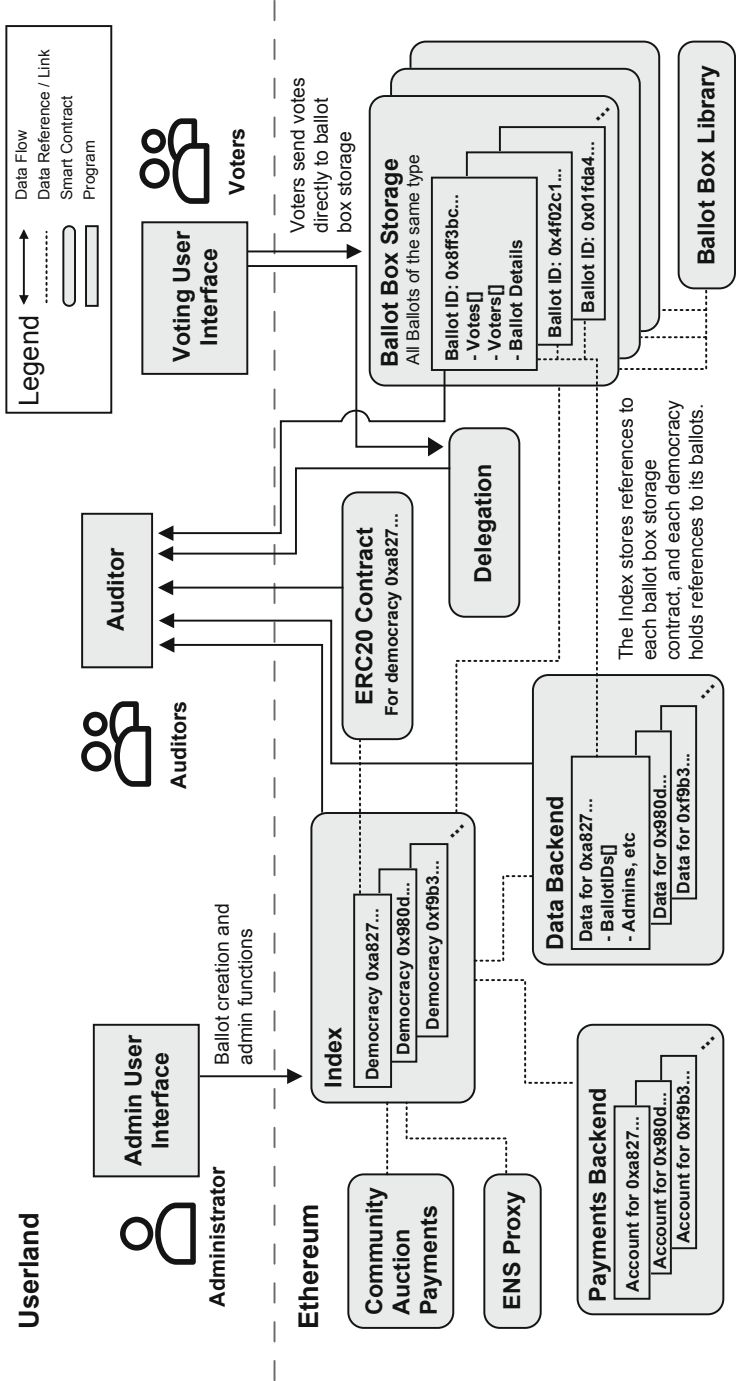 Userland
Administrator
Admin User
Interface
Ballot creation and
admin functions
Auditors
Auditor
Voting User
Interface
Voters
Voters send votes
directly to ballot
box storage
Legend
Data Flow
Data Reference / Link
Smart Contract
Program
Ethereum
Community
Auction
Payments
ENS Proxy
Index
Democracy 0xa827...
Democracy 0x980d...
Democracy 0xf9b3...
...
Payments Backend
Account for 0xa827...
Account for 0x980d...
Account for 0xf9b3...
...
Data Backend
Data for 0xa827...
- BallotIDs[]
- Admins, etc
Data for 0x980d...
Data for 0xf9b3...
...
ERC20 Contract
For democracy 0xa827...
Delegation
The Index stores references to
each ballot box storage
contract, and each democracy
holds references to its ballots.
Ballot Box Storage
All Ballots of the same type
Ballot ID: 0x8ff3bc...
- Votes[]
- Voters[]
- Ballot Details
Ballot ID: 0x4f02c1...
Ballot ID: 0x01fda4...
...
Ballot Box Library